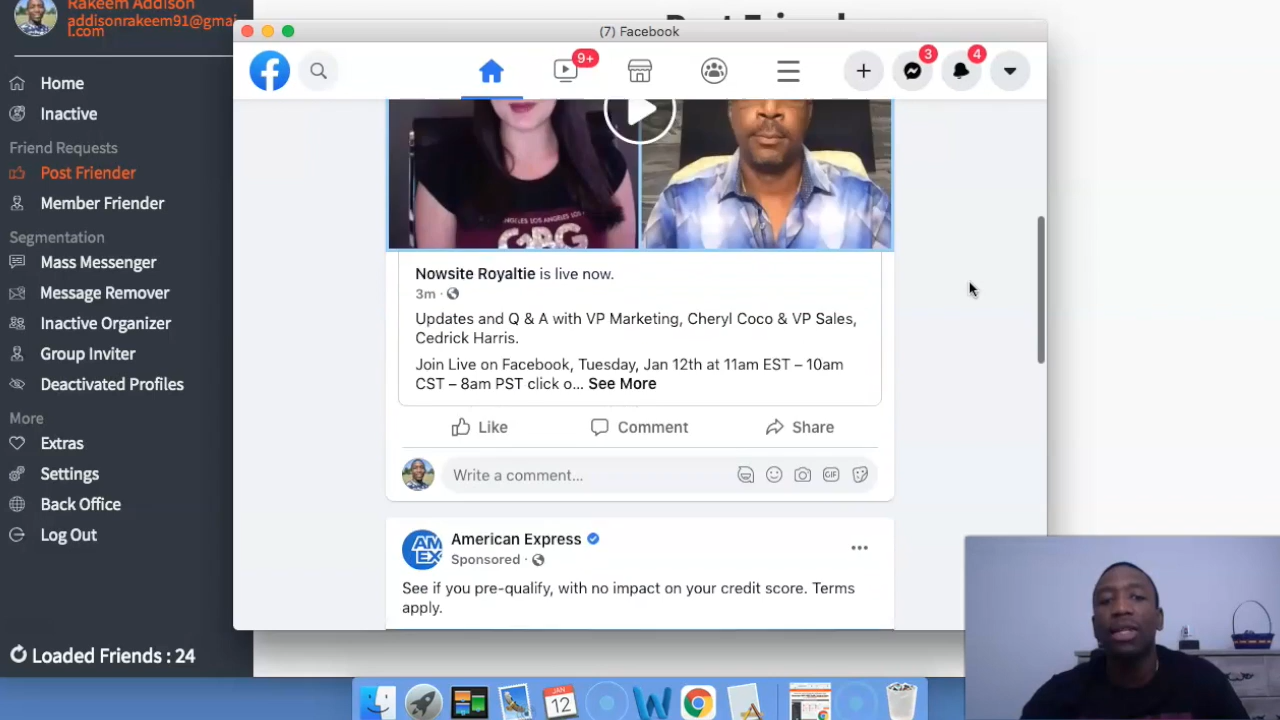 Rakeem Addison
addisonrakeem91@gmai
l.com
Home
Inactive
Friend Requests
Post Friender
Member Friender
Segmentation
Mass Messenger
Message Remover
Inactive Organizer
Group Inviter
Deactivated Profiles
More
Extras
Settings
Back Office
Log Out
Loaded Friends : 24
(7) Facebook
9+
3
4
Nowsite Royaltie is live now.
3m ·
Updates and Q & A with VP Marketing, Cheryl Coco & VP Sales,
Cedrick Harris.
Join Live on Facebook, Tuesday, Jan 12th at 11am EST – 10am
CST – 8am PST click o... See More
Like
Comment
Share
Write a comment...
GIF
AM
EX
American Express
Sponsored ·
See if you pre-qualify, with no impact on your credit score. Terms
apply.
JAN
12